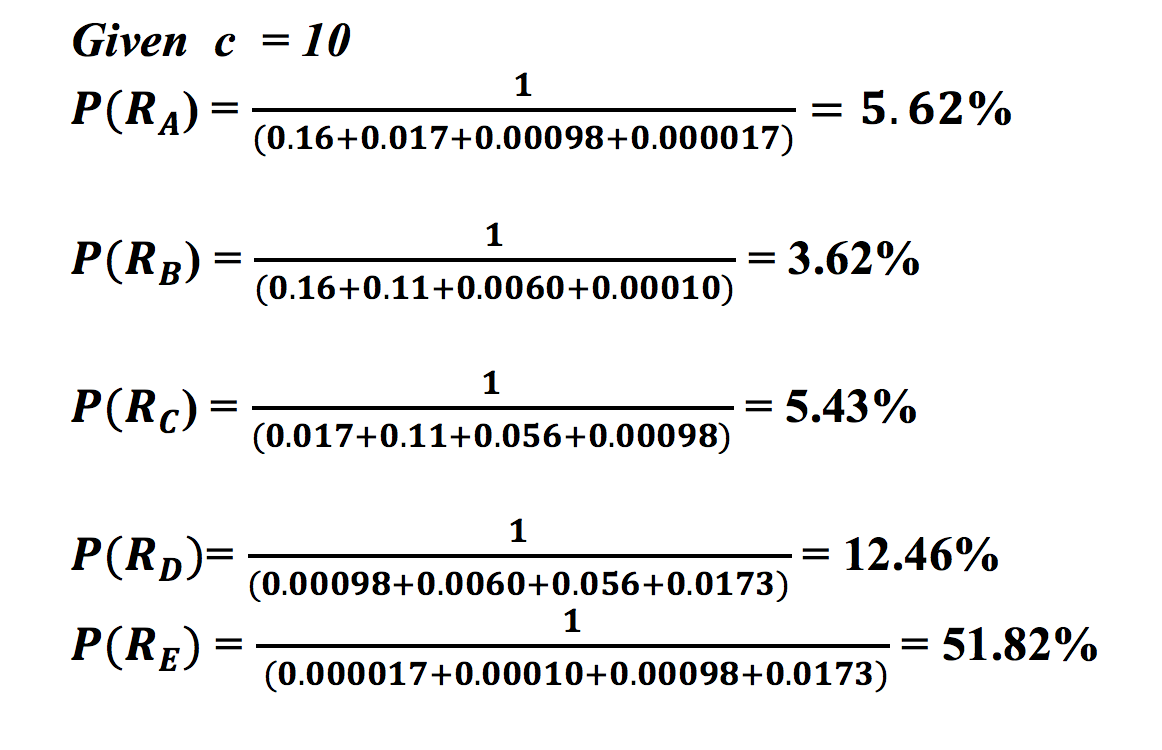 Given c = 10
P(R_A) = 1/(0.16+0.017+0.00098+0.000017) = 5.62%
P(R_B) = 1/(0.16+0.11+0.0060+0.00010) = 3.62%
P(R_C) = 1/(0.017+0.11+0.056+0.00098) = 5.43%
P(R_D)= 1/(0.00098+0.0060+0.056+0.0173) = 12.46%
P(R_E) = 1/(0.000017+0.00010+0.00098+0.0173) = 51.82%